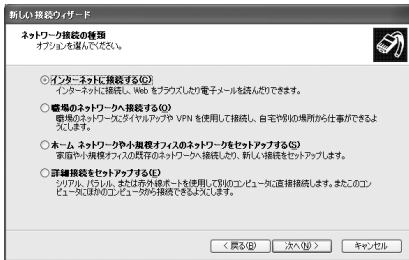 新しい接続ウィザード
ネットワーク接続の種類
オプションを選んでください。
インターネットに接続する(C)
インターネットに接続し、Web をブラウズしたり電子メールを読んだりできます。
職場のネットワークへ接続する(O)
職場のネットワークにダイヤルアップや VPN を使用して接続し、自宅や別の場所から仕事ができるよ
うにします。
ホーム ネットワークや小規模オフィスのネットワークをセットアップする(S)
家庭や小規模オフィスの既存のネットワークへ接続したり、新しい接続をセットアップします。
詳細接続をセットアップする(E)
シリアル、パラレル、または赤外線ポートを使用して別のコンピュータに直接接続します。またこのコン
ピュータにほかのコンピュータから接続できるようにします。
< 戻る(B)
次へ(N) >
キャンセル